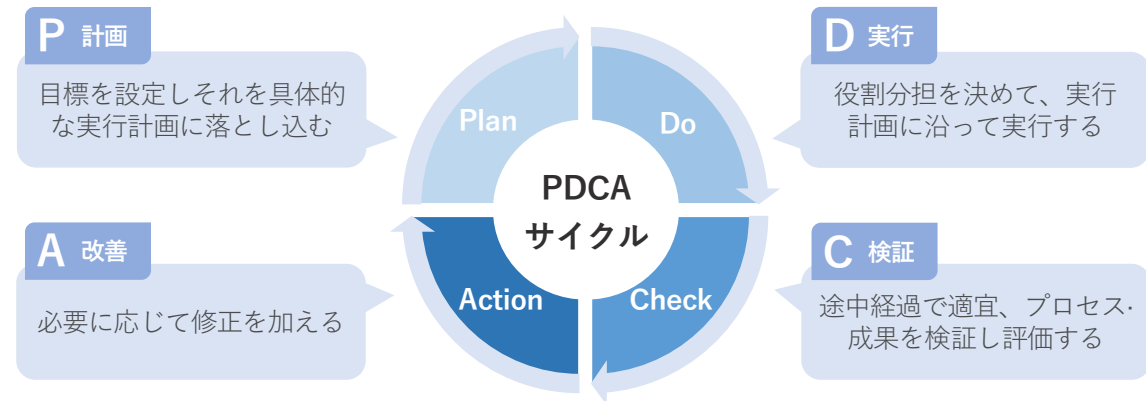 P 計画
目標を設定しそれを具体的
な実行計画に落とし込む
D 実行
役割分担を決めて、実行
計画に沿って実行する
Plan
Do
PDCA
サイクル
Action
Check
A 改善
必要に応じて修正を加える
C 検証
途中経過で適宜、プロセス·
成果を検証し評価する